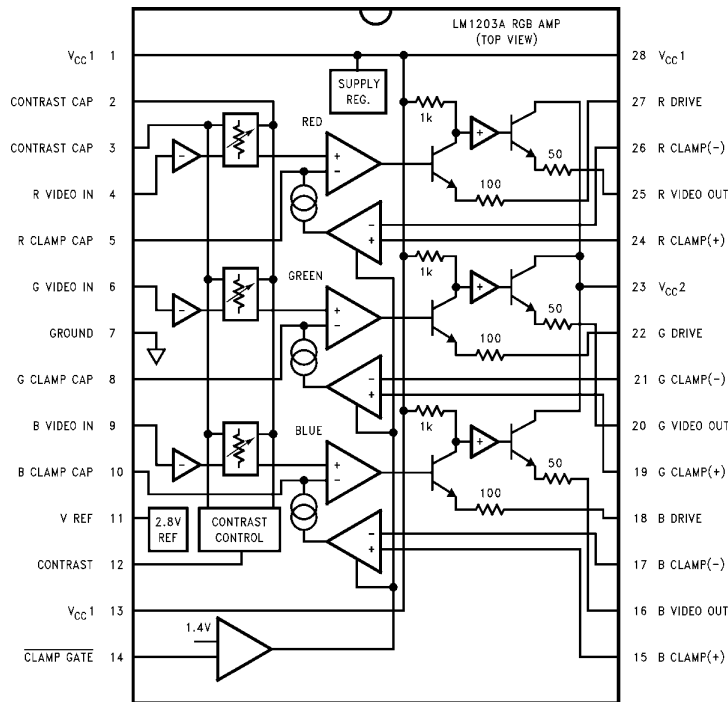 LM1203A RGB AMP
(TOP VIEW)
VCC1 1
CONTRAST CAP 2
CONTRAST CAP 3
R VIDEO IN 4
R CLAMP CAP 5
G VIDEO IN 6
GROUND 7
G CLAMP CAP 8
B VIDEO IN 9
B CLAMP CAP 10
V REF 11
CONTRAST 12
VCC1 13
CLAMP GATE 14
28 VCC1
27 R DRIVE
26 R CLAMP(-)
25 R VIDEO OUT
24 R CLAMP(+)
23 VCC2
22 G DRIVE
21 G CLAMP(-)
20 G VIDEO OUT
19 G CLAMP(+)
18 B DRIVE
17 B CLAMP(-)
16 B VIDEO OUT
15 B CLAMP(+)
SUPPLY
REG.
RED
-
+
-
1k
+
50
100
-
+
GREEN
-
+
-
1k
+
50
100
-
+
BLUE
-
+
-
1k
+
50
100
-
+
2.8V
REF
CONTRAST
CONTROL
1.4V